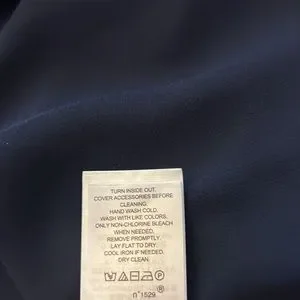 TURN INSIDE OUT,
COVER ACCESSORIES BEFORE
CLEANING.
HAND WASH COLD.
WASH WITH LIKE COLORS.
ONLY NON-CHLORINE BLEACH
WHEN NEEDED.
REMOVE PROMPTLY.
LAY FLAT TO DRY.
COOL IRON IF NEEDED.
DRY CLEAN.
n°1529